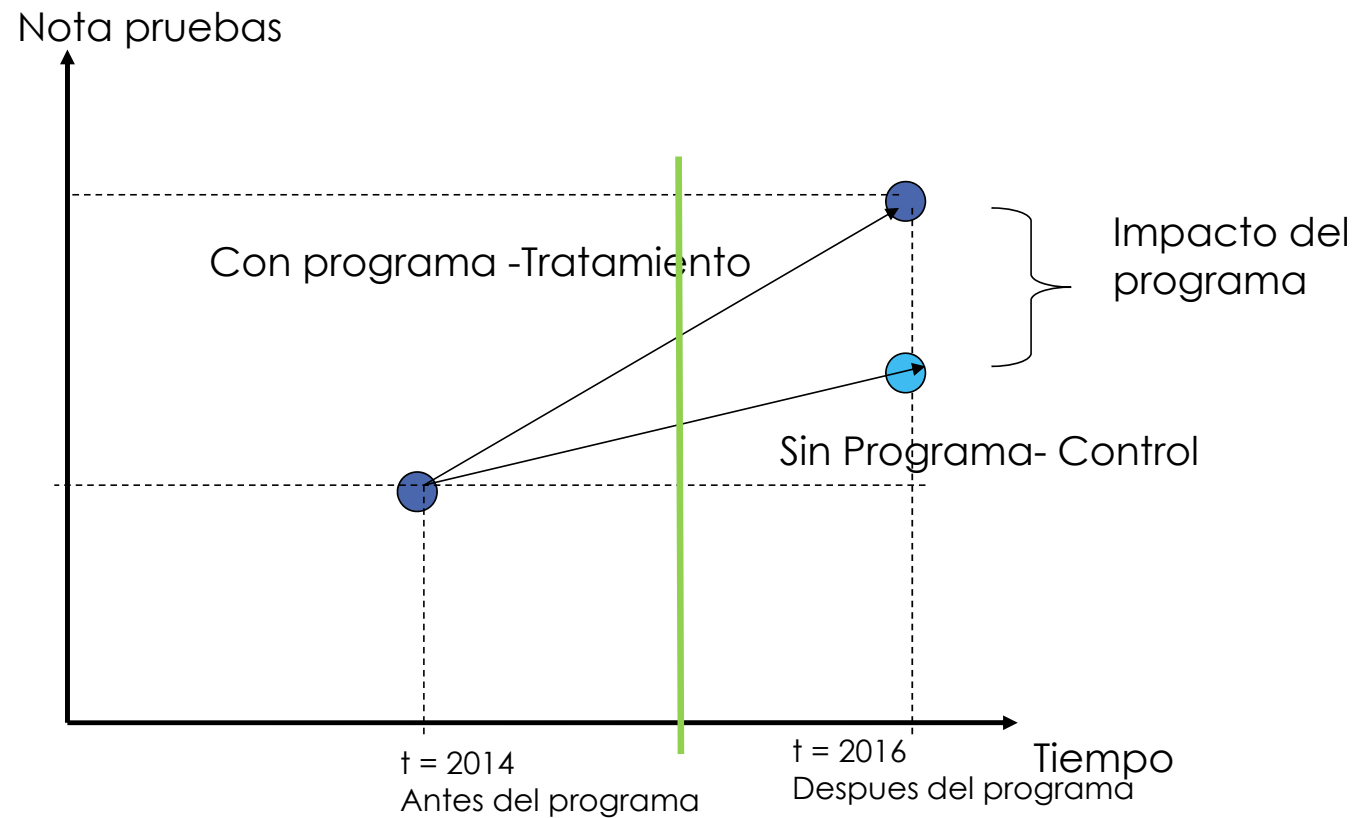 Nota pruebas
Con programa -Tratamiento
Impacto del
programa
Sin Programa- Control
t = 2014
Antes del programa
t = 2016
Despues del programa
Tiempo